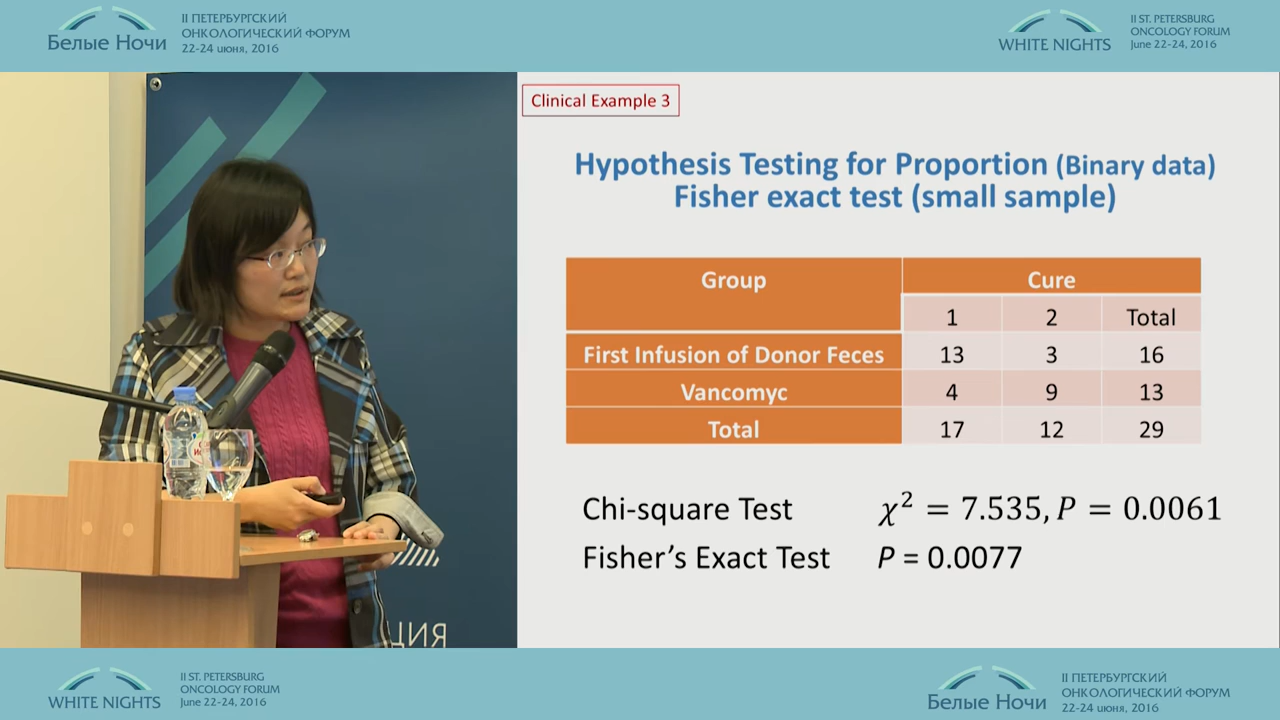 II ПЕТЕРБУРГСКИЙ
ОНКОЛОГИЧЕСКИЙ ФОРУМ
Белые Ночи
22-24 июня, 2016
II ST. PETERSBURG
ONCOLOGY FORUM
WHITE NIGHTS
June 22-24, 2016
Clinical Example 3
Hypothesis Testing for Proportion (Binary data)
Fisher exact test (small sample)
Group Cure
1 2 Total
First Infusion of Donor Feces 13 3 16
Vancomyc 4 9 13
Total 17 12 29
Chi-square Test χ² = 7.535, P = 0.0061
Fisher's Exact Test P = 0.0077
ЦИЯ
II ST. PETERSBURG
ONCOLOGY FORUM
WHITE NIGHTS
June 22-24, 2016
II ПЕТЕРБУРГСКИЙ
ОНКОЛОГИЧЕСКИЙ ФОРУМ
Белые Ночи
22-24 июня, 2016